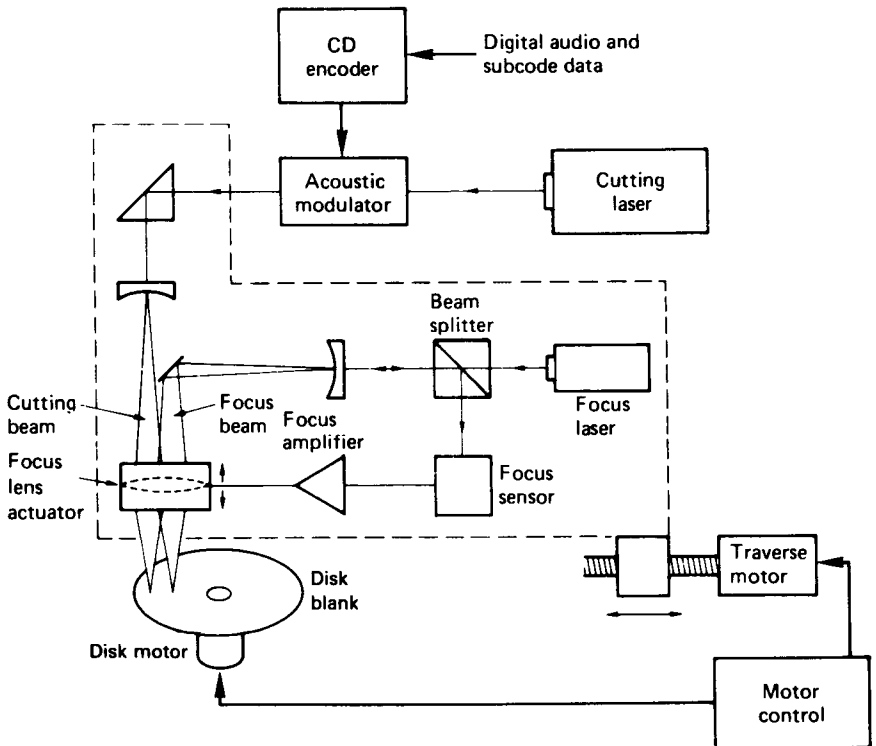 CD
encoder
Digital audio and
subcode data
Acoustic
modulator
Cutting
laser
Beam
splitter
Cutting
beam
Focus
beam
Focus
amplifier
Focus
laser
Focus
lens
actuator
Focus
sensor
Disk
blank
Traverse
motor
Disk motor
Motor
control